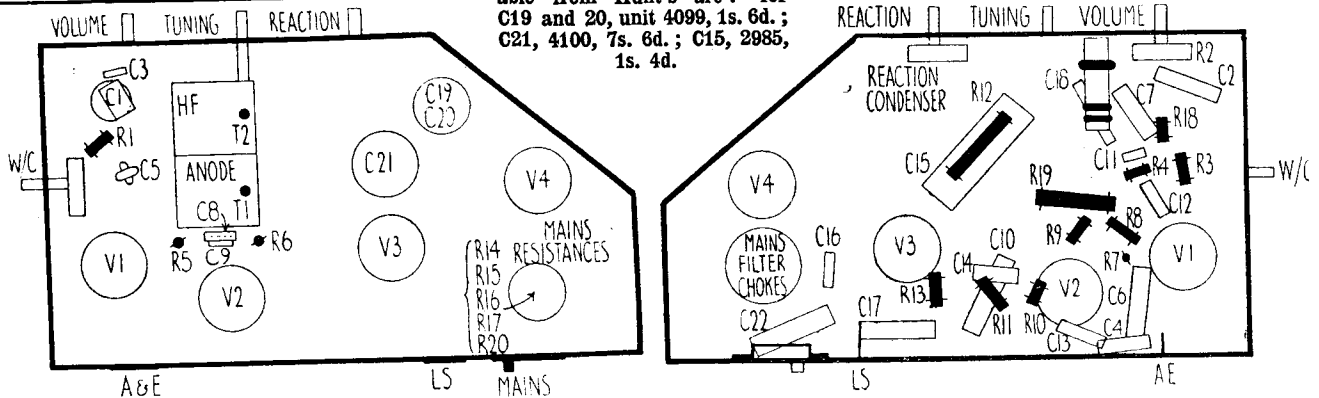 able from Hunt's are: for
C19 and 20, unit 4099, 1s. 6d. ;
C21, 4100, 7s. 6d. ; C15, 2985,
1s. 4d.
VOLUME TUNING REACTION
C3
C1
HF
T2
R1
W/C
C5
ANODE
T1
C8
C9
R5
R6
V1
V2
C19
C20
C21
V3
V4
MAINS
RESISTANCES
R14
R15
R16
R17
R20
A&E
LS
MAINS
REACTION TUNING VOLUME
REACTION
CONDENSER
R12
C18
R2
C2
C7
R18
C15
C11
R4
R3
W/C
C12
R19
V4
R9
R8
V3
R7
V1
MAINS
FILTER
CHOKES
C16
C10
C14
V2
C6
R13
R11
R10
C22
C17
C13
C4
LS
AE